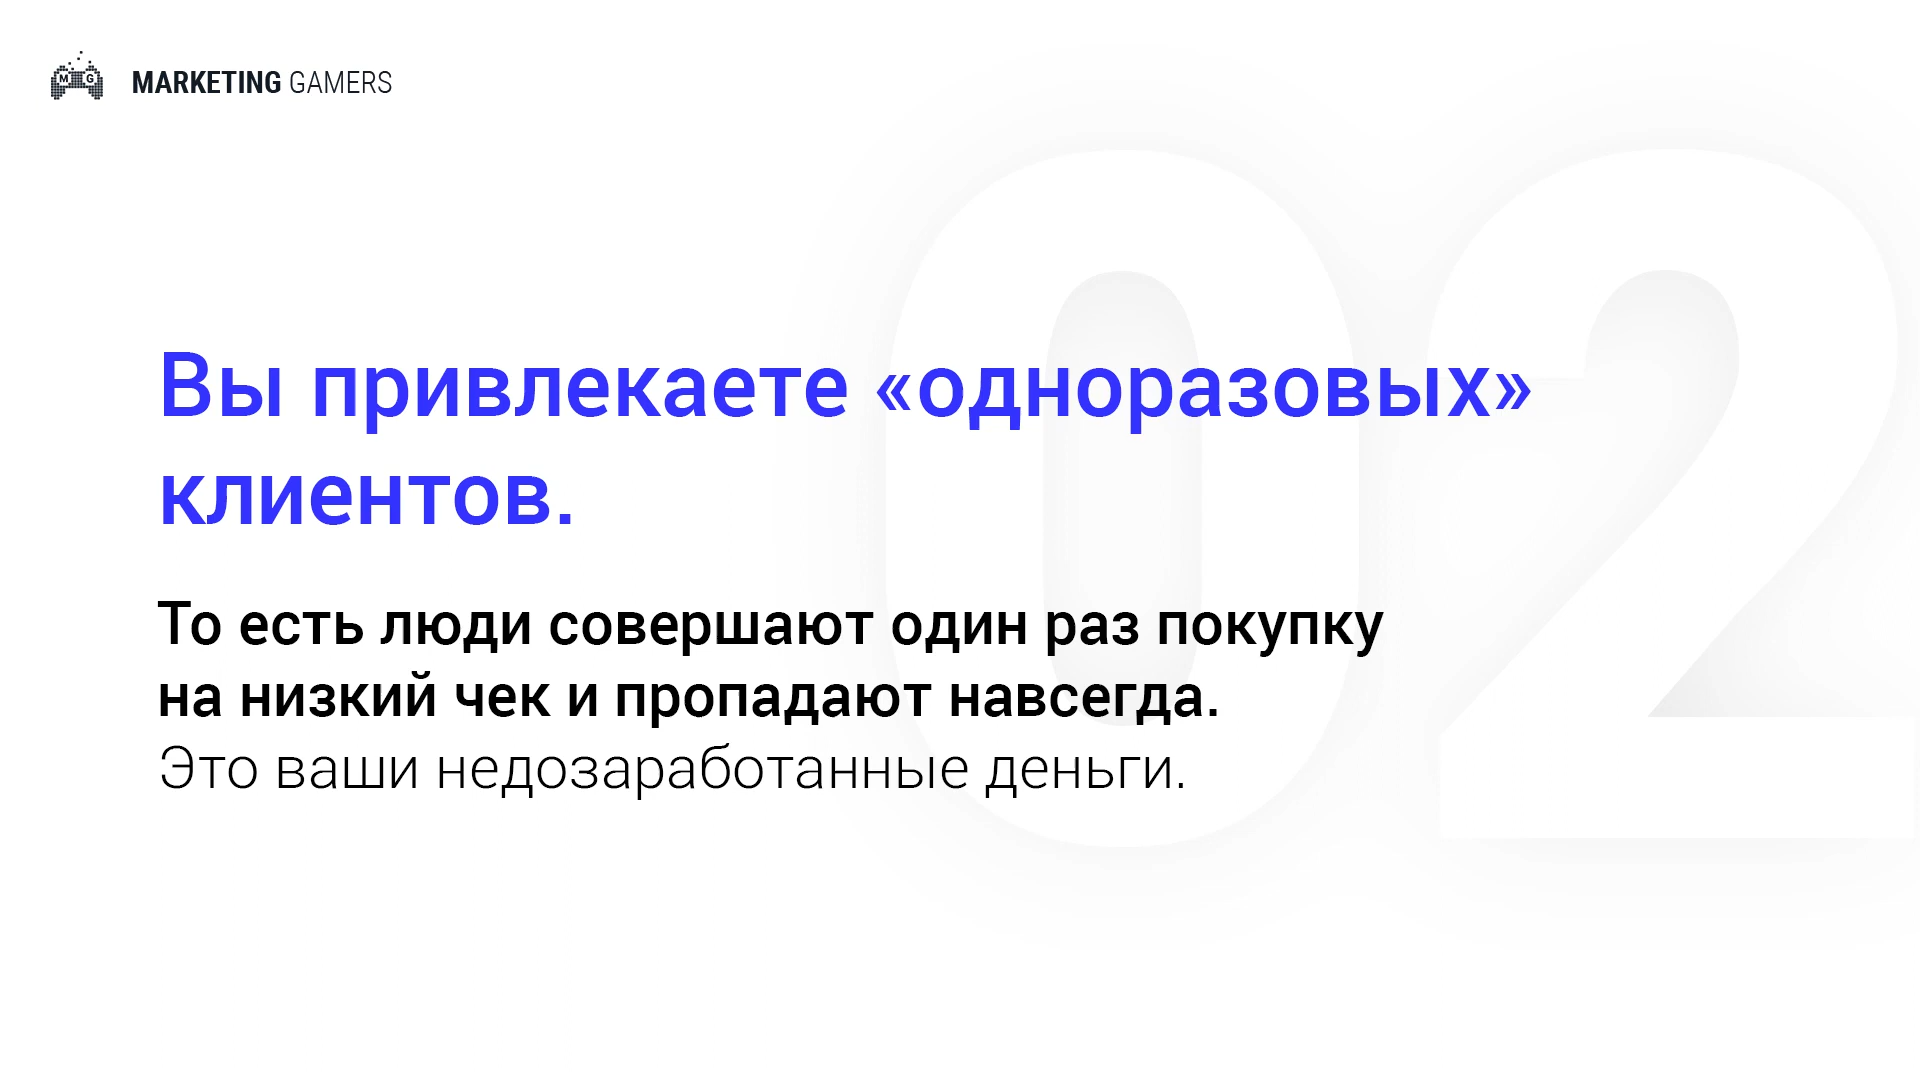 M G
MARKETING GAMERS
02
Вы привлекаете «одноразовых»
клиентов.
То есть люди совершают один раз покупку
на низкий чек и пропадают навсегда.
Это ваши недозаработанные деньги.